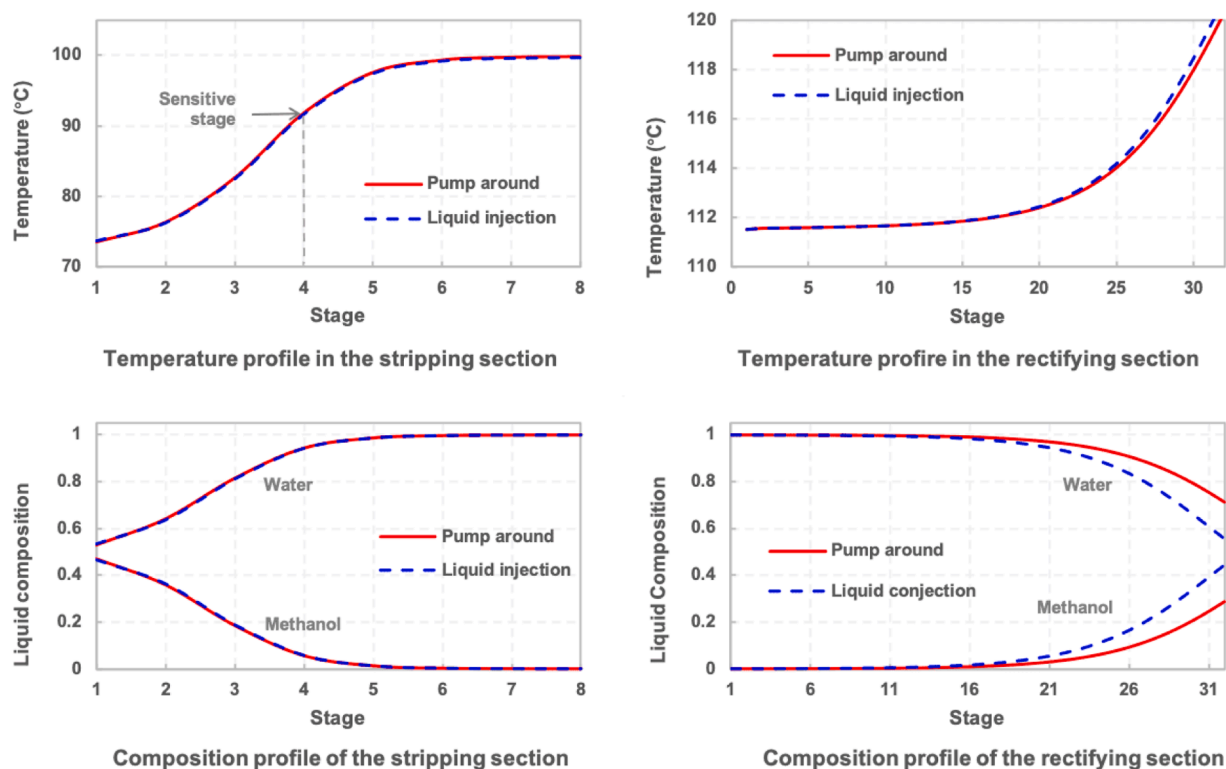 Temperature (°C)
100
90
80
70
Sensitive
stage
Pump around
Liquid injection
1 2 3 4 5 6 7 8
Stage
Temperature profile in the stripping section
Temperature (°C)
120
118
116
114
112
110
Pump around
Liquid injection
0 5 10 15 20 25 30
Stage
Temperature profire in the rectifying section
Liquid composition
1
0.8
0.6
0.4
0.2
0
Water
Pump around
Liquid injection
Methanol
1 2 3 4 5 6 7 8
Stage
Composition profile of the stripping section
Liquid Composition
1
0.8
0.6
0.4
0.2
0
Water
Pump around
Liquid conjection
Methanol
1 6 11 16 21 26 31
Stage
Composition profile of the rectifying section